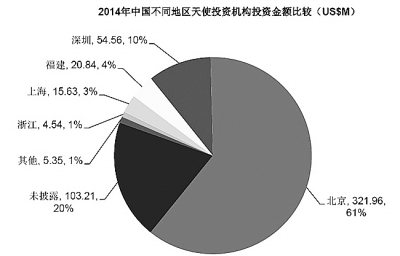 2014年中国不同地区天使投资机构投资金额比较（US$M）
深圳, 54.56, 10%
福建, 20.84, 4%
上海, 15.63, 3%
浙江, 4.54, 1%
其他, 5.35, 1%
未披露, 103.21,
20%
北京, 321.96,
61%